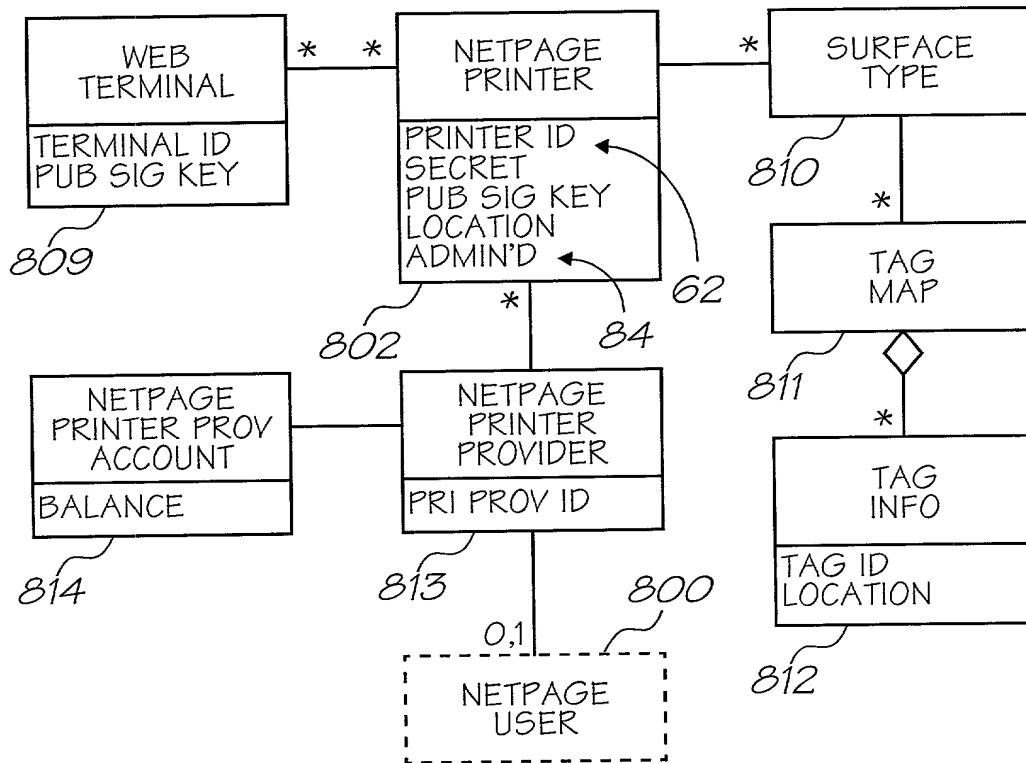 WEB
TERMINAL
TERMINAL ID
PUB SIG KEY
809
*
*
NETPAGE
PRINTER
PRINTER ID
SECRET
PUB SIG KEY
LOCATION
ADMIN'D
802
62
84
*
*
SURFACE
TYPE
810
*
TAG
MAP
811
*
TAG
INFO
TAG ID
LOCATION
812
NETPAGE
PRINTER PROV
ACCOUNT
BALANCE
814
NETPAGE
PRINTER
PROVIDER
PRI PROV ID
813
800
0,1
NETPAGE
USER